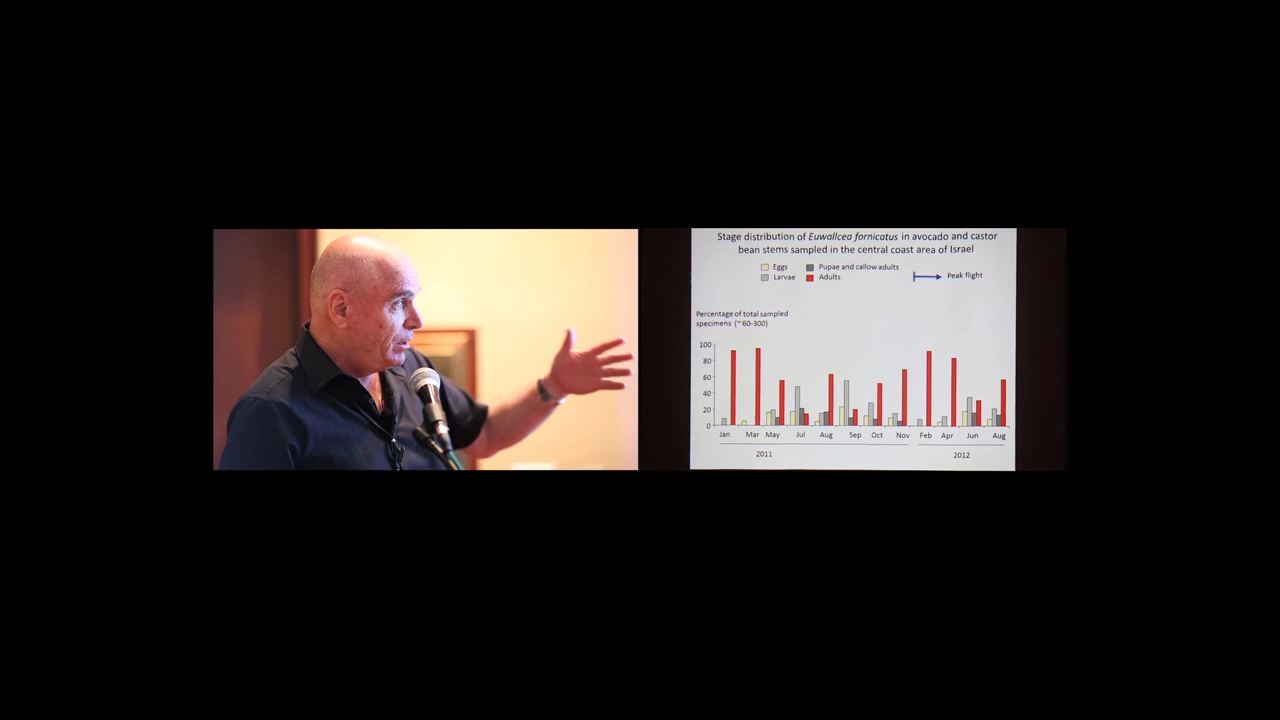 Stage distribution of Euwallcea fornicatus in avocado and castor
bean stems sampled in the central coast area of Israel
Eggs
Pupae and callow adults
Larvae
Adults
Peak flight
Percentage of total sampled
specimens (~ 60-300)
100
80
60
40
20
0
Jan Mar May Jul Aug Sep Oct Nov Feb Apr Jun Aug
2011 2012